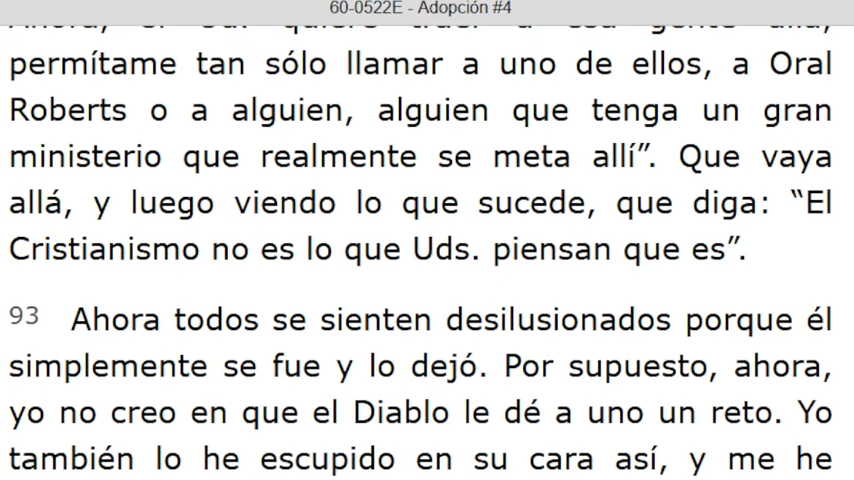 60-0522E - Adopción #4
permítame tan sólo llamar a uno de ellos, a Oral
Roberts o a alguien, alguien que tenga un gran
ministerio que realmente se meta allí”. Que vaya
allá, y luego viendo lo que sucede, que diga: “El
Cristianismo no es lo que Uds. piensan que es”.
93 Ahora todos se sienten desilusionados porque él
simplemente se fue y lo dejó. Por supuesto, ahora,
yo no creo en que el Diablo le dé a uno un reto. Yo
también lo he escupido en su cara así, y me he